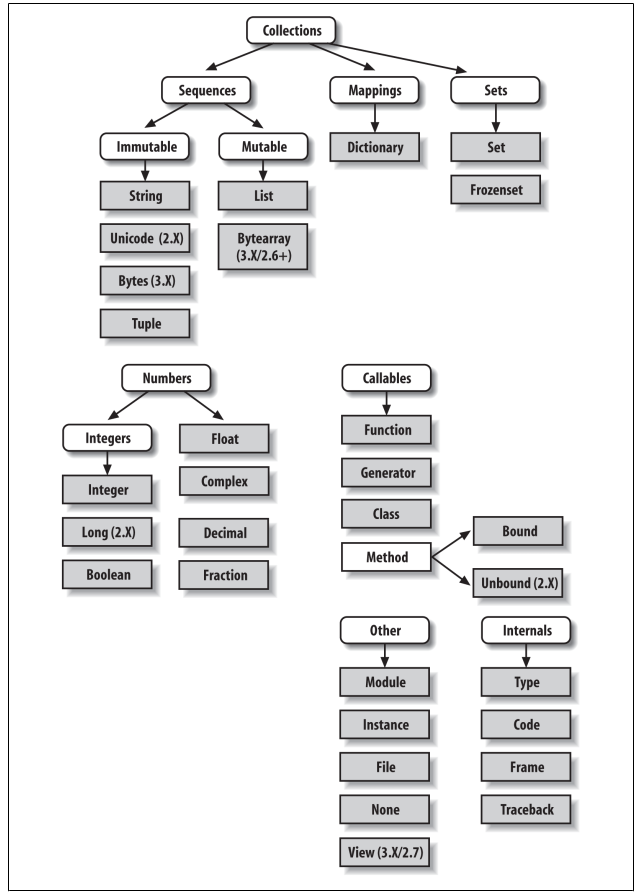 Collections
Sequences
Mappings
Sets
Immutable
Mutable
Dictionary
Set
String
List
Frozenset
Unicode (2.X)
Bytearray
(3.X/2.6+)
Bytes (3.X)
Tuple
Numbers
Callables
Integers
Float
Function
Integer
Complex
Generator
Long (2.X)
Decimal
Class
Bound
Boolean
Fraction
Method
Unbound (2.X)
Other
Internals
Module
Type
Instance
Code
File
Frame
None
Traceback
View (3.X/2.7)